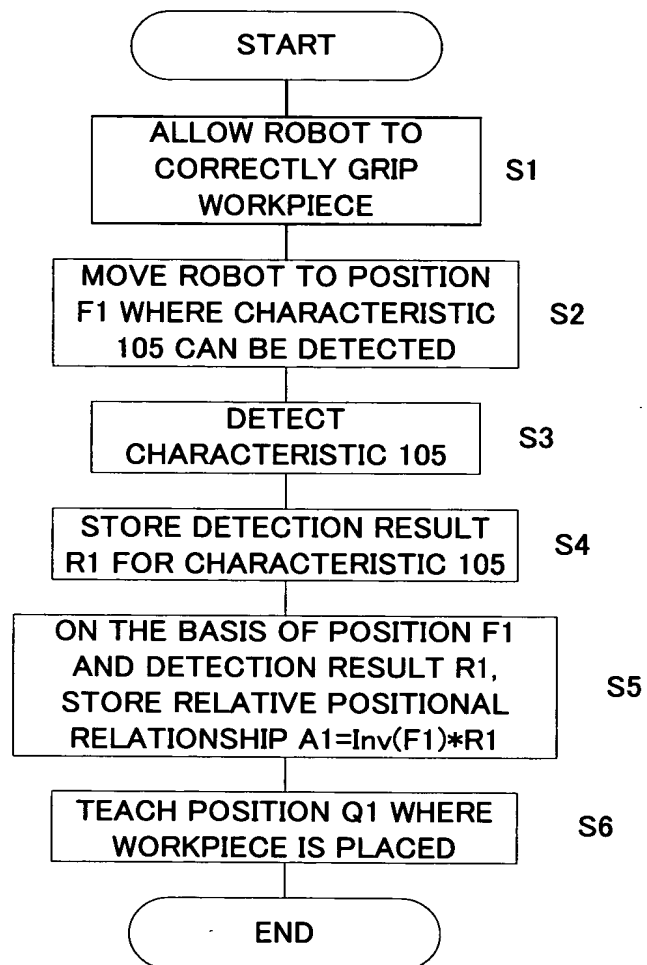 START
ALLOW ROBOT TO
CORRECTLY GRIP
WORKPIECE
S1
MOVE ROBOT TO POSITION
F1 WHERE CHARACTERISTIC
105 CAN BE DETECTED
S2
DETECT
CHARACTERISTIC 105
S3
STORE DETECTION RESULT
R1 FOR CHARACTERISTIC 105
S4
ON THE BASIS OF POSITION F1
AND DETECTION RESULT R1,
STORE RELATIVE POSITIONAL
RELATIONSHIP A1=Inv(F1)*R1
S5
TEACH POSITION Q1 WHERE
WORKPIECE IS PLACED
S6
END